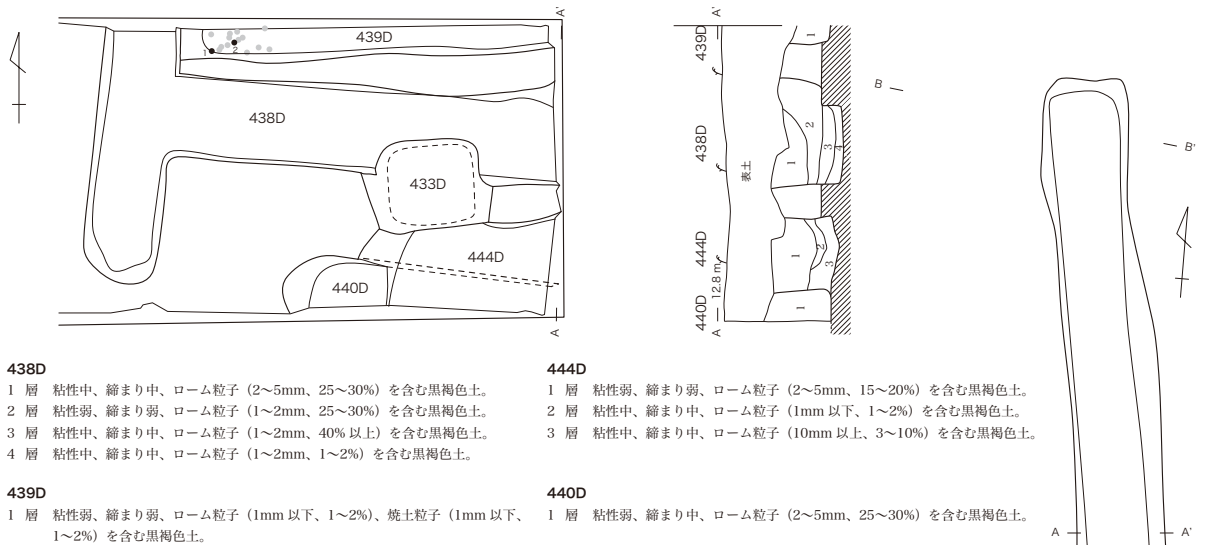 A'
439D
1
2
438D
433D
444D
440D
A
A'
439D
438D
444D
440D
12.8 m
A
表土
1
2
1
3
4
2
1
3
1
B
B'
A
A'
438D
1 層 粘性中、締まり中、ローム粒子（2～5mm、25～30%）を含む黒褐色土。
2 層 粘性弱、締まり弱、ローム粒子（1～2mm、25～30%）を含む黒褐色土。
3 層 粘性中、締まり中、ローム粒子（1～2mm、40% 以上）を含む黒褐色土。
4 層 粘性中、締まり中、ローム粒子（1～2mm、1～2%）を含む黒褐色土。
439D
1 層 粘性弱、締まり弱、ローム粒子（1mm 以下、1～2%）、焼土粒子（1mm 以下、
1～2%）を含む黒褐色土。
444D
1 層 粘性弱、締まり弱、ローム粒子（2～5mm、15～20%）を含む黒褐色土。
2 層 粘性中、締まり中、ローム粒子（1mm 以下、1～2%）を含む黒褐色土。
3 層 粘性中、締まり中、ローム粒子（10mm 以上、3～10%）を含む黒褐色土。
440D
1 層 粘性弱、締まり中、ローム粒子（2～5mm、25～30%）を含む黒褐色土。